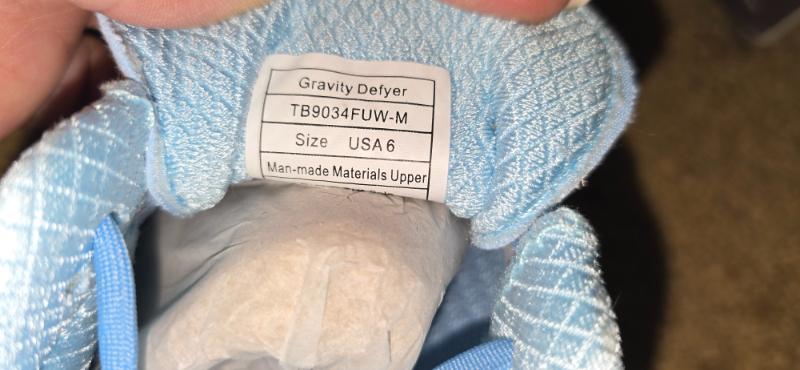 Gravity Defyer
TB9034FUW-M
Size USA 6
Man-made Materials Upper